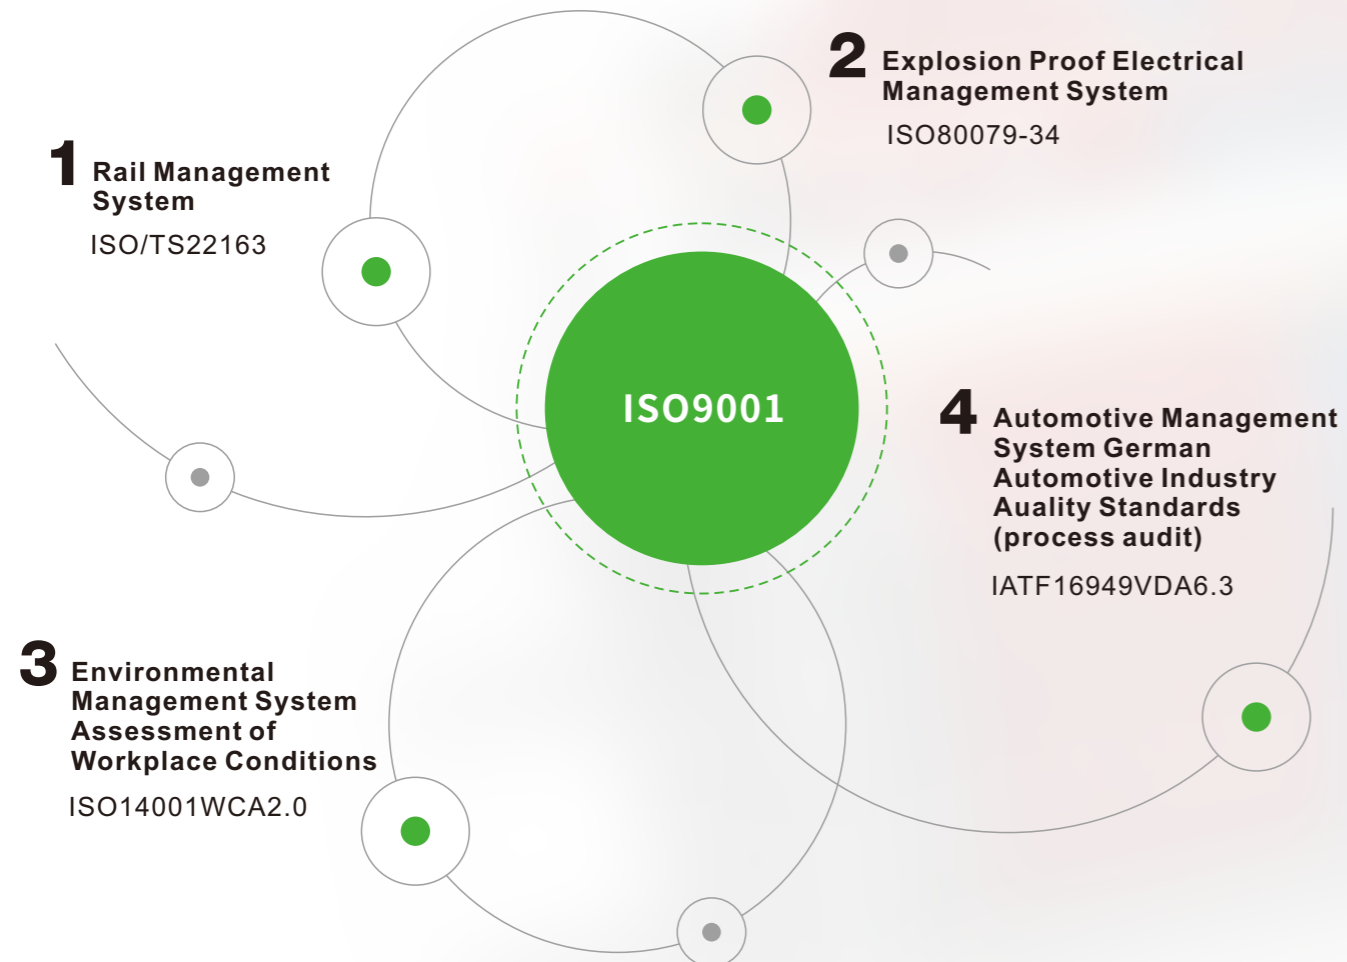 1
Rail Management
System
ISO/TS22163
2
Explosion Proof Electrical
Management System
ISO80079-34
ISO9001
3
Environmental
Management System
Assessment of
Workplace Conditions
ISO14001WCA2.0
4
Automotive Management
System German
Automotive Industry
Auality Standards
(process audit)
IATF16949VDA6.3